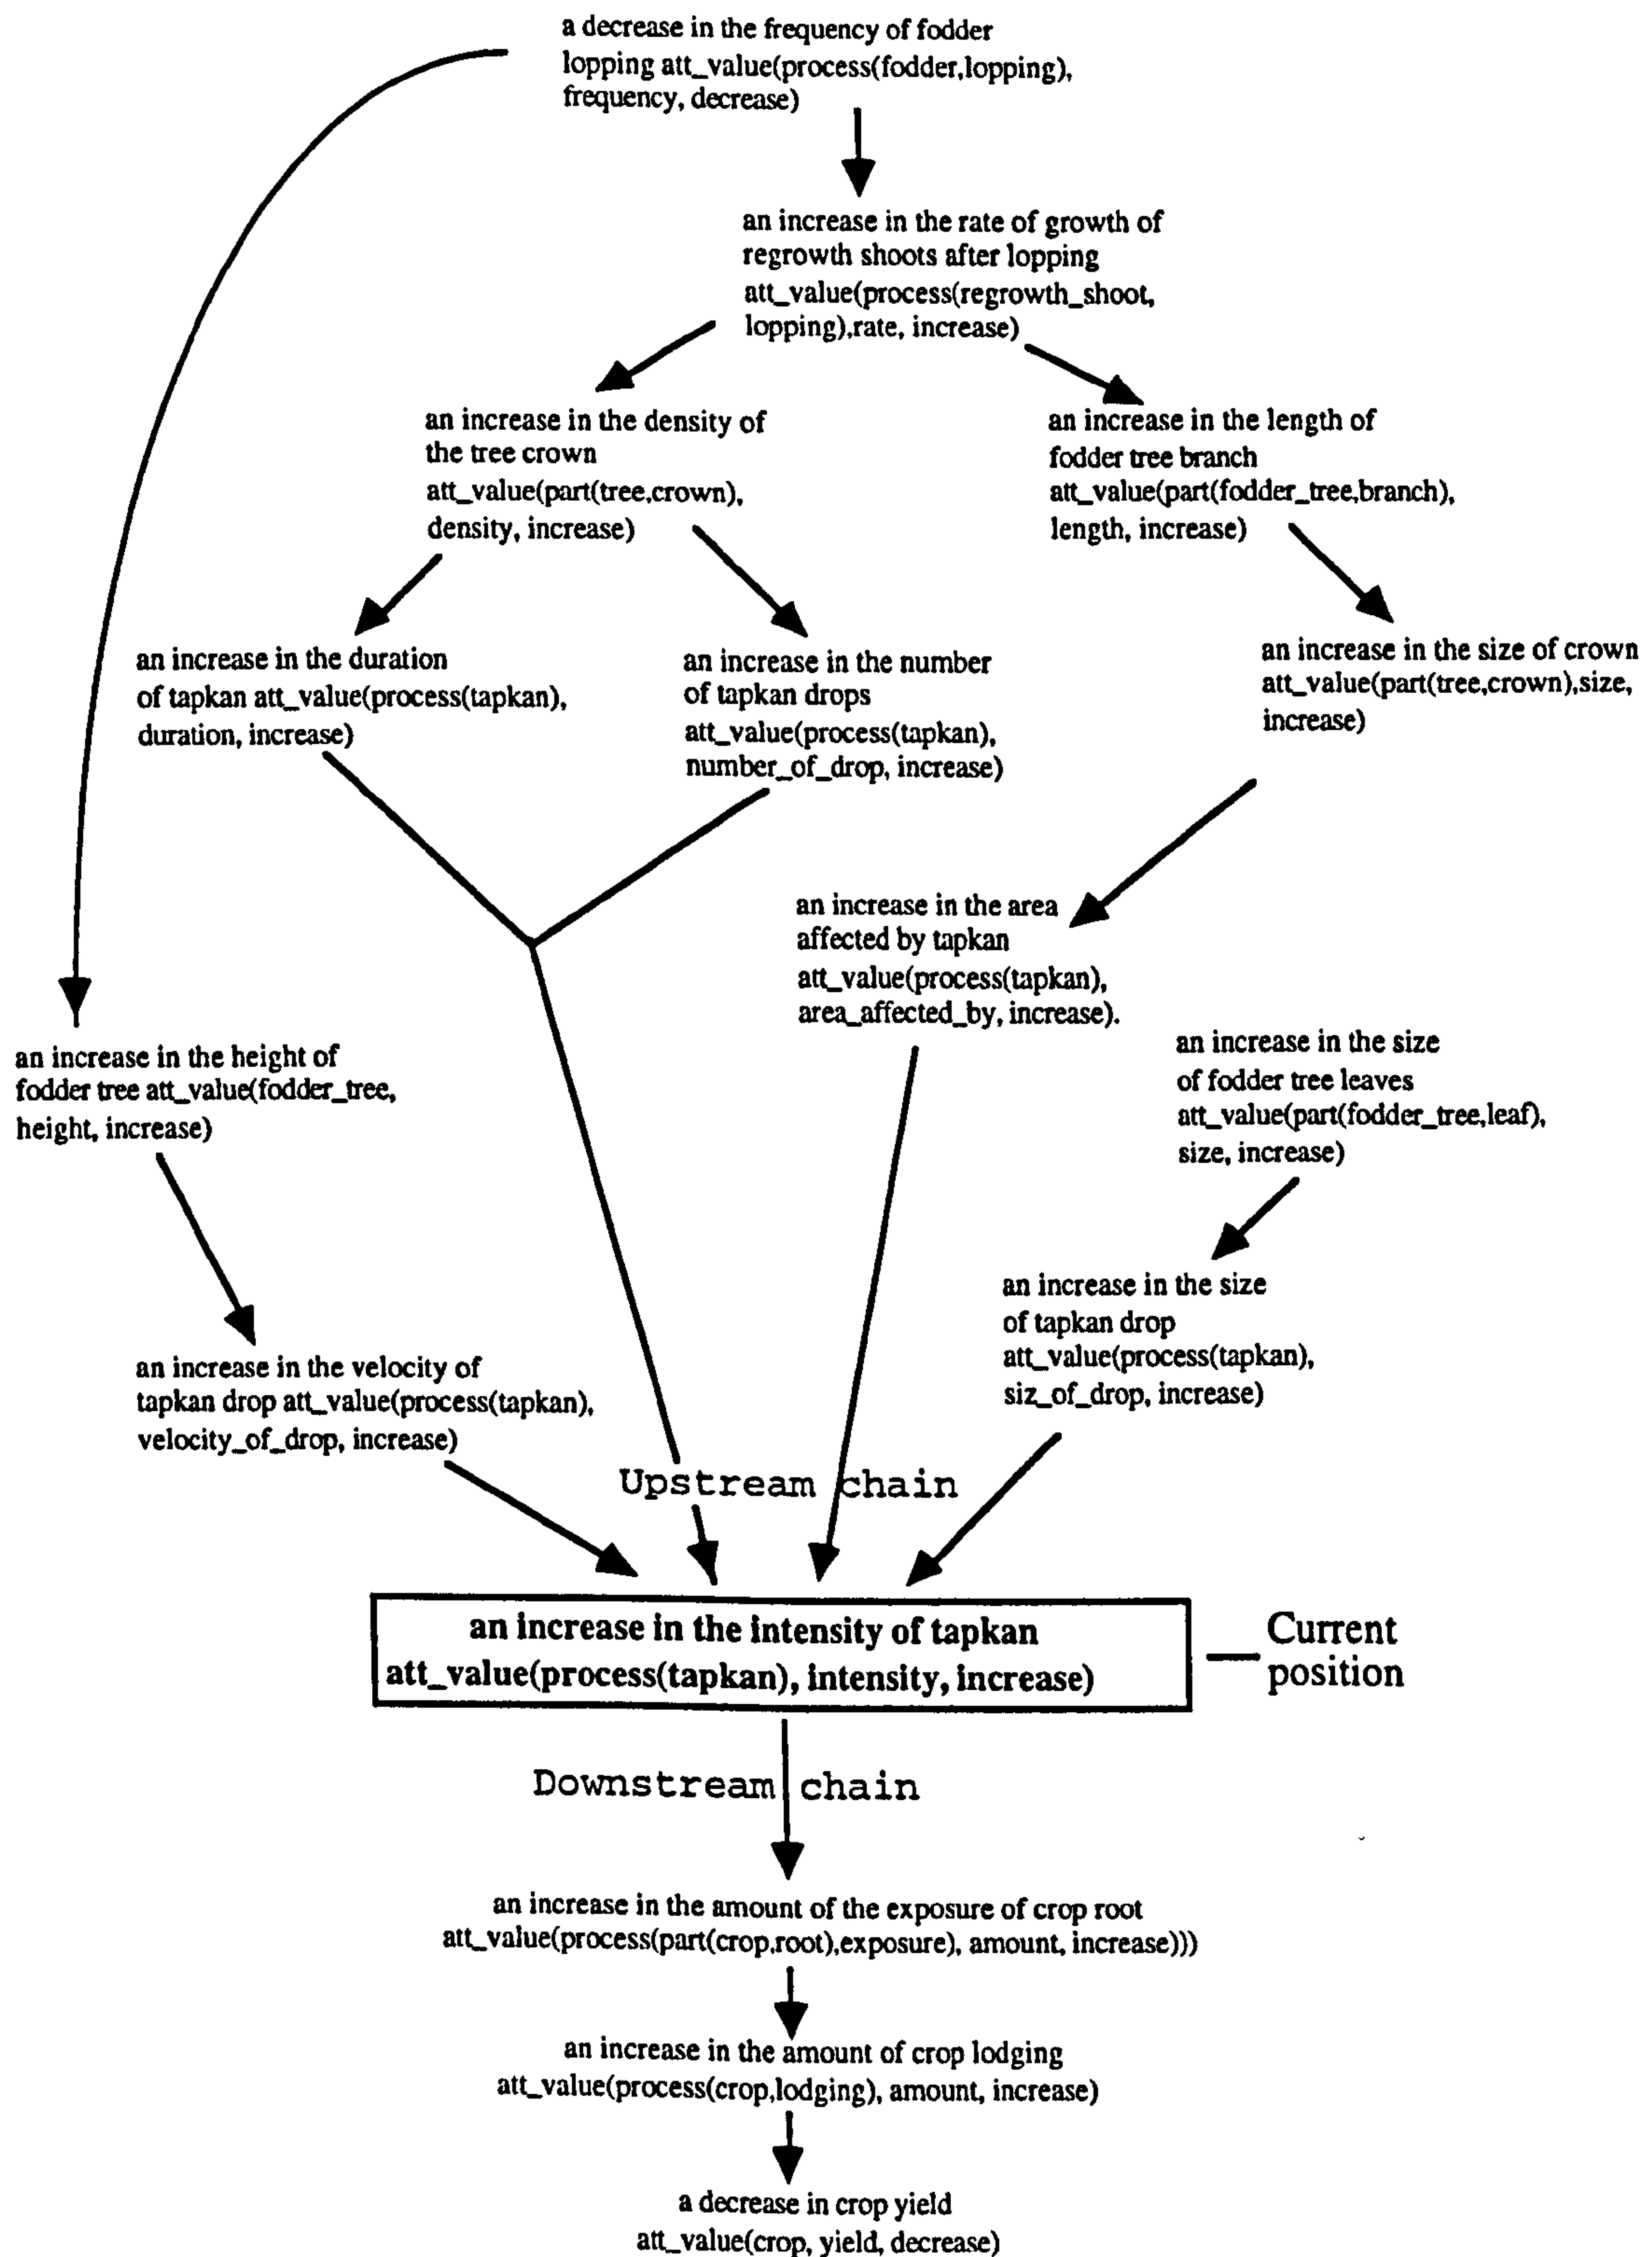 a decrease in the frequency of fodder
lopping att_value(process(fodder,lopping),
frequency, decrease)
an increase in the rate of growth of
regrowth shoots after lopping
att_value(process(regrowth_shoot,
lopping),rate, increase)
an increase in the density of
the tree crown
att_value(part(tree,crown),
density, increase)
an increase in the length of
fodder tree branch
att_value(part(fodder_tree,branch),
length, increase)
an increase in the duration
of tapkan att_value(process(tapkan),
duration, increase)
an increase in the number
of tapkan drops
att_value(process(tapkan),
number_of_drop, increase)
an increase in the size of crown
att_value(part(tree,crown),size,
increase)
an increase in the area
affected by tapkan
att_value(process(tapkan),
area_affected_by, increase).
an increase in the height of
fodder tree att_value(fodder_tree,
height, increase)
an increase in the size
of fodder tree leaves
att_value(part(fodder_tree,leaf),
size, increase)
an increase in the size
of tapkan drop
att_value(process(tapkan),
siz_of_drop, increase)
an increase in the velocity of
tapkan drop att_value(process(tapkan),
velocity_of_drop, increase)
Upstream chain
an increase in the intensity of tapkan
att_value(process(tapkan), intensity, increase)
Current
position
Downstream chain
an increase in the amount of the exposure of crop root
att_value(process(part(crop,root),exposure), amount, increase)))
an increase in the amount of crop lodging
att_value(process(crop,lodging), amount, increase)
a decrease in crop yield
att_value(crop, yield, decrease)